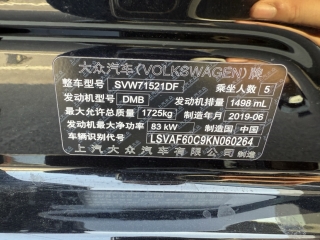 大众汽车(VOLKSWAGEN)牌
整车型号 SVW71521DF 乘坐人数 5
发动机型号 DMB 发动机排量 1498 mL
最大允许总质量 1725kg 制造年月 2019-06
发动机最大净功率 83 kW 制造国 中国
车辆识别代号 LSVAF60C9KN060264
上汽大众汽车有限公司制造